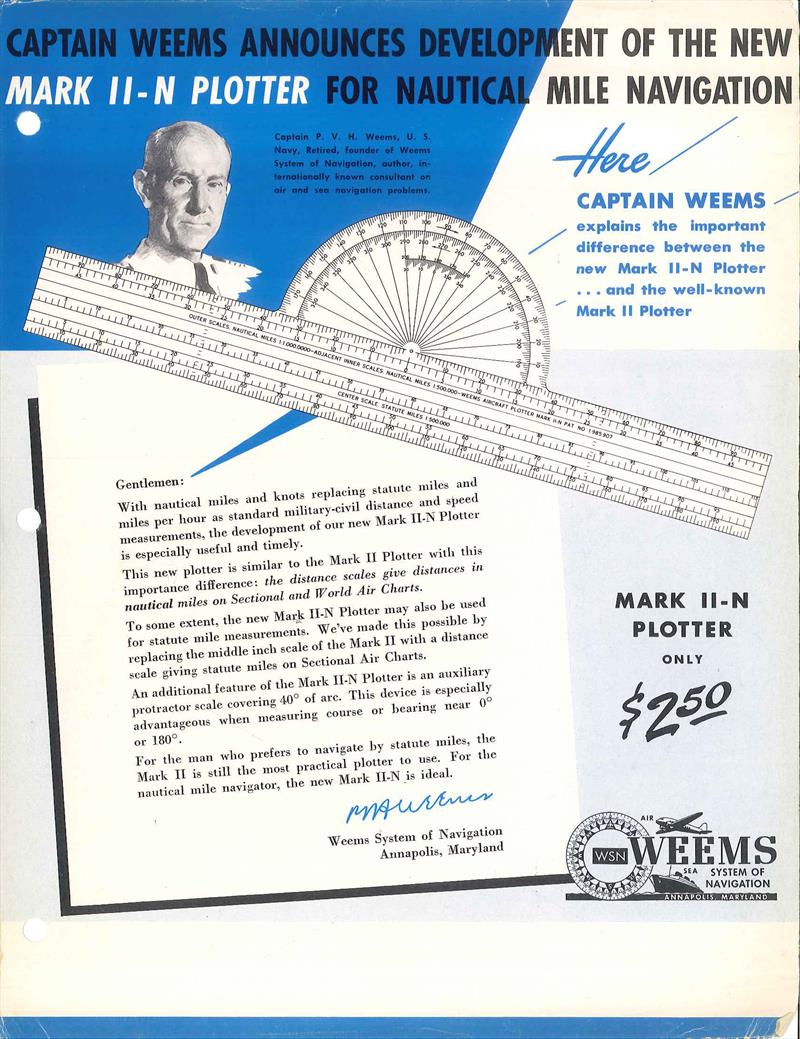 CAPTAIN WEEMS ANNOUNCES DEVELOPMENT OF THE NEW
MARK II-N PLOTTER FOR NAUTICAL MILE NAVIGATION
Captain P. V. H. Weems, U. S.
Navy, Retired, founder of Weems
System of Navigation, author, in-
ternationally known consultant on
air and sea navigation problems.
Here
CAPTAIN WEEMS
explains the important
difference between the
new Mark II-N Plotter
...and the well-known
Mark II Plotter
OUTER SCALES, NAUTICAL MILES 1:1,000,0000-ADJACENT INNER SCALES, NAUTICAL MILES 1:500,000-WEEMS AIRCRAFT PLOTTER MARK II-N PAT NO 1985907
CENTER SCALE STATUTE MILES 1:500,000
Gentlemen:
With nautical miles and knots replacing statute miles and
miles per hour as standard military-civil distance and speed
measurements, the development of our new Mark II-N Plotter
is especially useful and timely.
This new plotter is similar to the Mark II Plotter with this
importance difference: the distance scales give distances in
nautical miles on Sectional and World Air Charts.
To some extent, the new Mark II-N Plotter may also be used
for statute mile measurements. We've made this possible by
replacing the middle inch scale of the Mark II with a distance
scale giving statute miles on Sectional Air Charts.
An additional feature of the Mark II-N Plotter is an auxiliary
protractor scale covering 40° of arc. This device is especially
advantageous when measuring course or bearing near 0°
or 180°.
For the man who prefers to navigate by statute miles, the
Mark II is still the most practical plotter to use. For the
nautical mile navigator, the new Mark II-N is ideal.
PVH Weems
Weems System of Navigation
Annapolis, Maryland
MARK II-N
PLOTTER
ONLY
$2.50
AIR
WSN
WEEMS
SEA
SYSTEM OF
NAVIGATION
ANNAPOLIS, MARYLAND